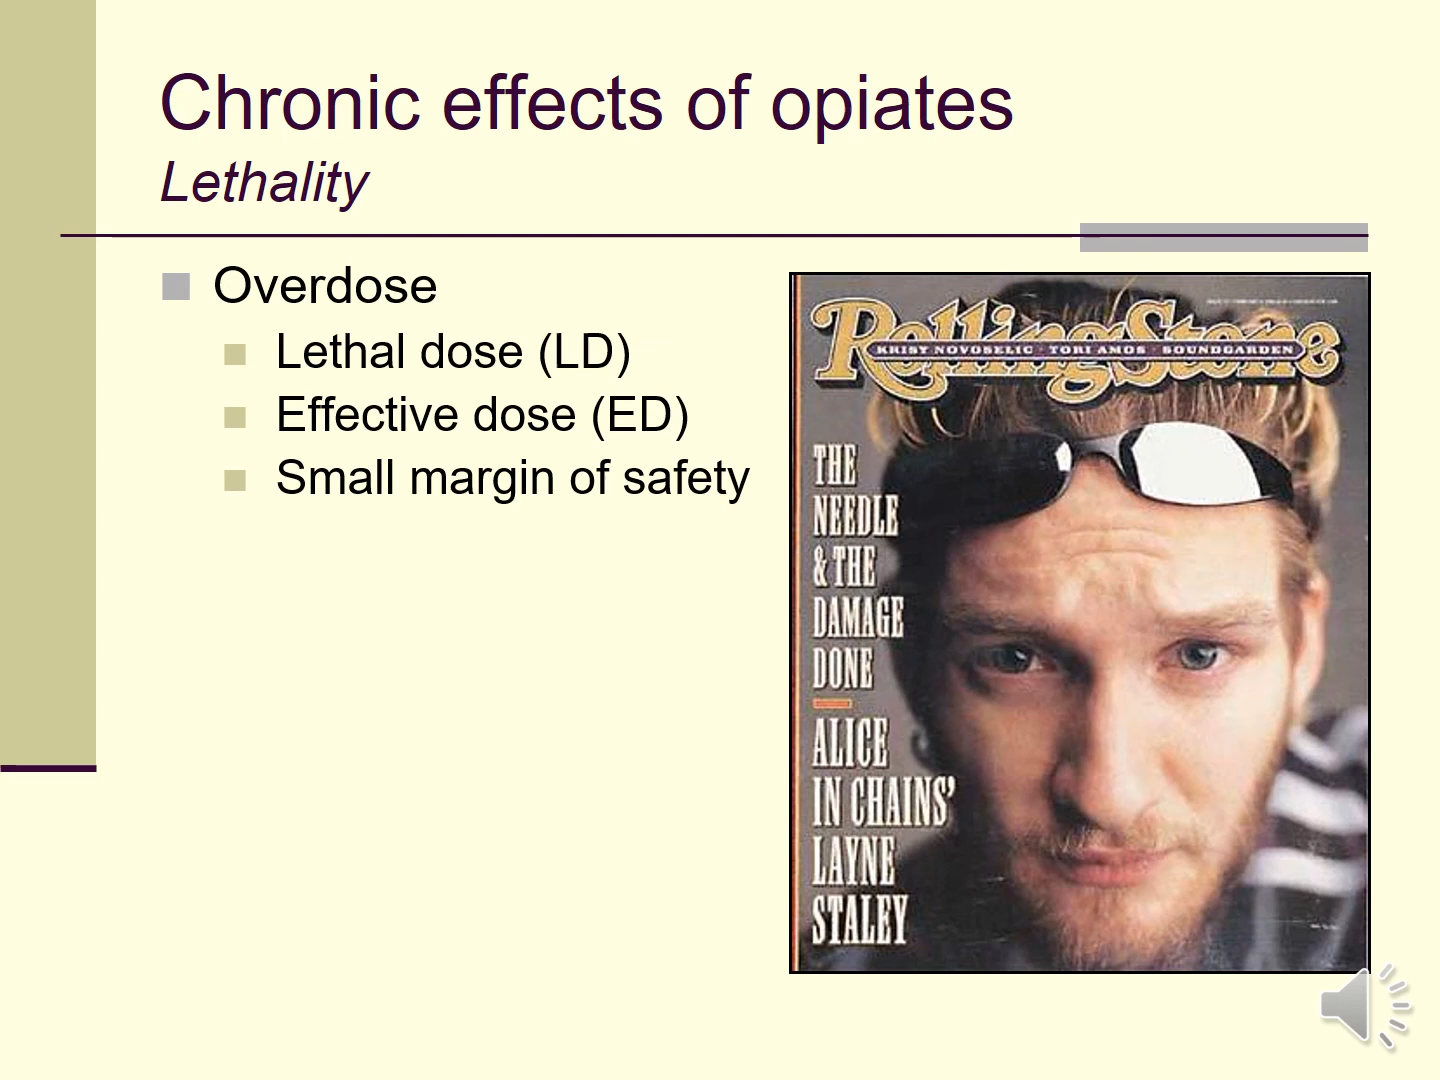 Chronic effects of opiates
Lethality
Overdose
Lethal dose (LD)
Effective dose (ED)
Small margin of safety
RollingStone
KRIST NOVOSELIC · TORI AMOS · SOUNDGARDEN
THE
NEEDLE
& THE
DAMAGE
DONE
ALICE
IN CHAINS'
LAYNE
STALEY